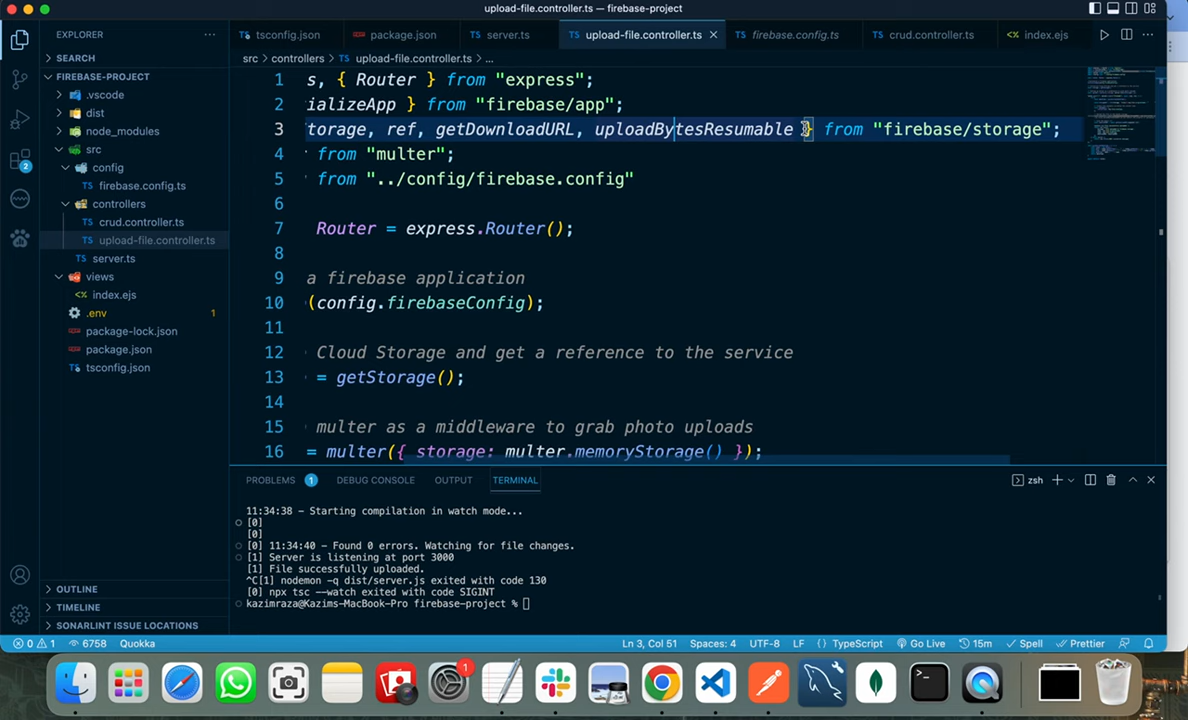 upload-file.controller.ts — firebase-project
EXPLORER
tsconfig.json
package.json
server.ts
upload-file.controller.ts
firebase.config.ts
crud.controller.ts
index.ejs
src > controllers > TS upload-file.controller.ts > ...
SEARCH
FIREBASE-PROJECT
.vscode
dist
node_modules
src
config
TS firebase.config.ts
controllers
TS crud.controller.ts
TS upload-file.controller.ts
TS server.ts
views
<%> index.ejs
.env 1
package-lock.json
package.json
tsconfig.json
OUTLINE
TIMELINE
SONARLINT ISSUE LOCATIONS
1 s, { Router } from "express";
2 ializeApp } from "firebase/app";
3 torage, ref, getDownloadURL, uploadBytesResumable } from "firebase/storage";
4 from "multer";
5 from "../config/firebase.config"
6
7 Router = express.Router();
8
9 a firebase application
10 (config.firebaseConfig);
11
12 Cloud Storage and get a reference to the service
13 = getStorage();
14
15 multer as a middleware to grab photo uploads
16 = multer({ storage: multer.memoryStorage() });
PROBLEMS 1 DEBUG CONSOLE OUTPUT TERMINAL
zsh
11:34:38 - Starting compilation in watch mode...
[0]
[0]
[0] 11:34:40 - Found 0 errors. Watching for file changes.
[1] Server is listening at port 3000
[1] File successfully uploaded.
^C[1] nodemon -q dist/server.js exited with code 130
[0] npx tsc --watch exited with code SIGINT
kazimraza@Kazims-MacBook-Pro firebase-project %
0 1 6758 Quokka
Ln 3, Col 51 Spaces: 4 UTF-8 LF { } TypeScript Go Live 15m Spell Prettier
2
1